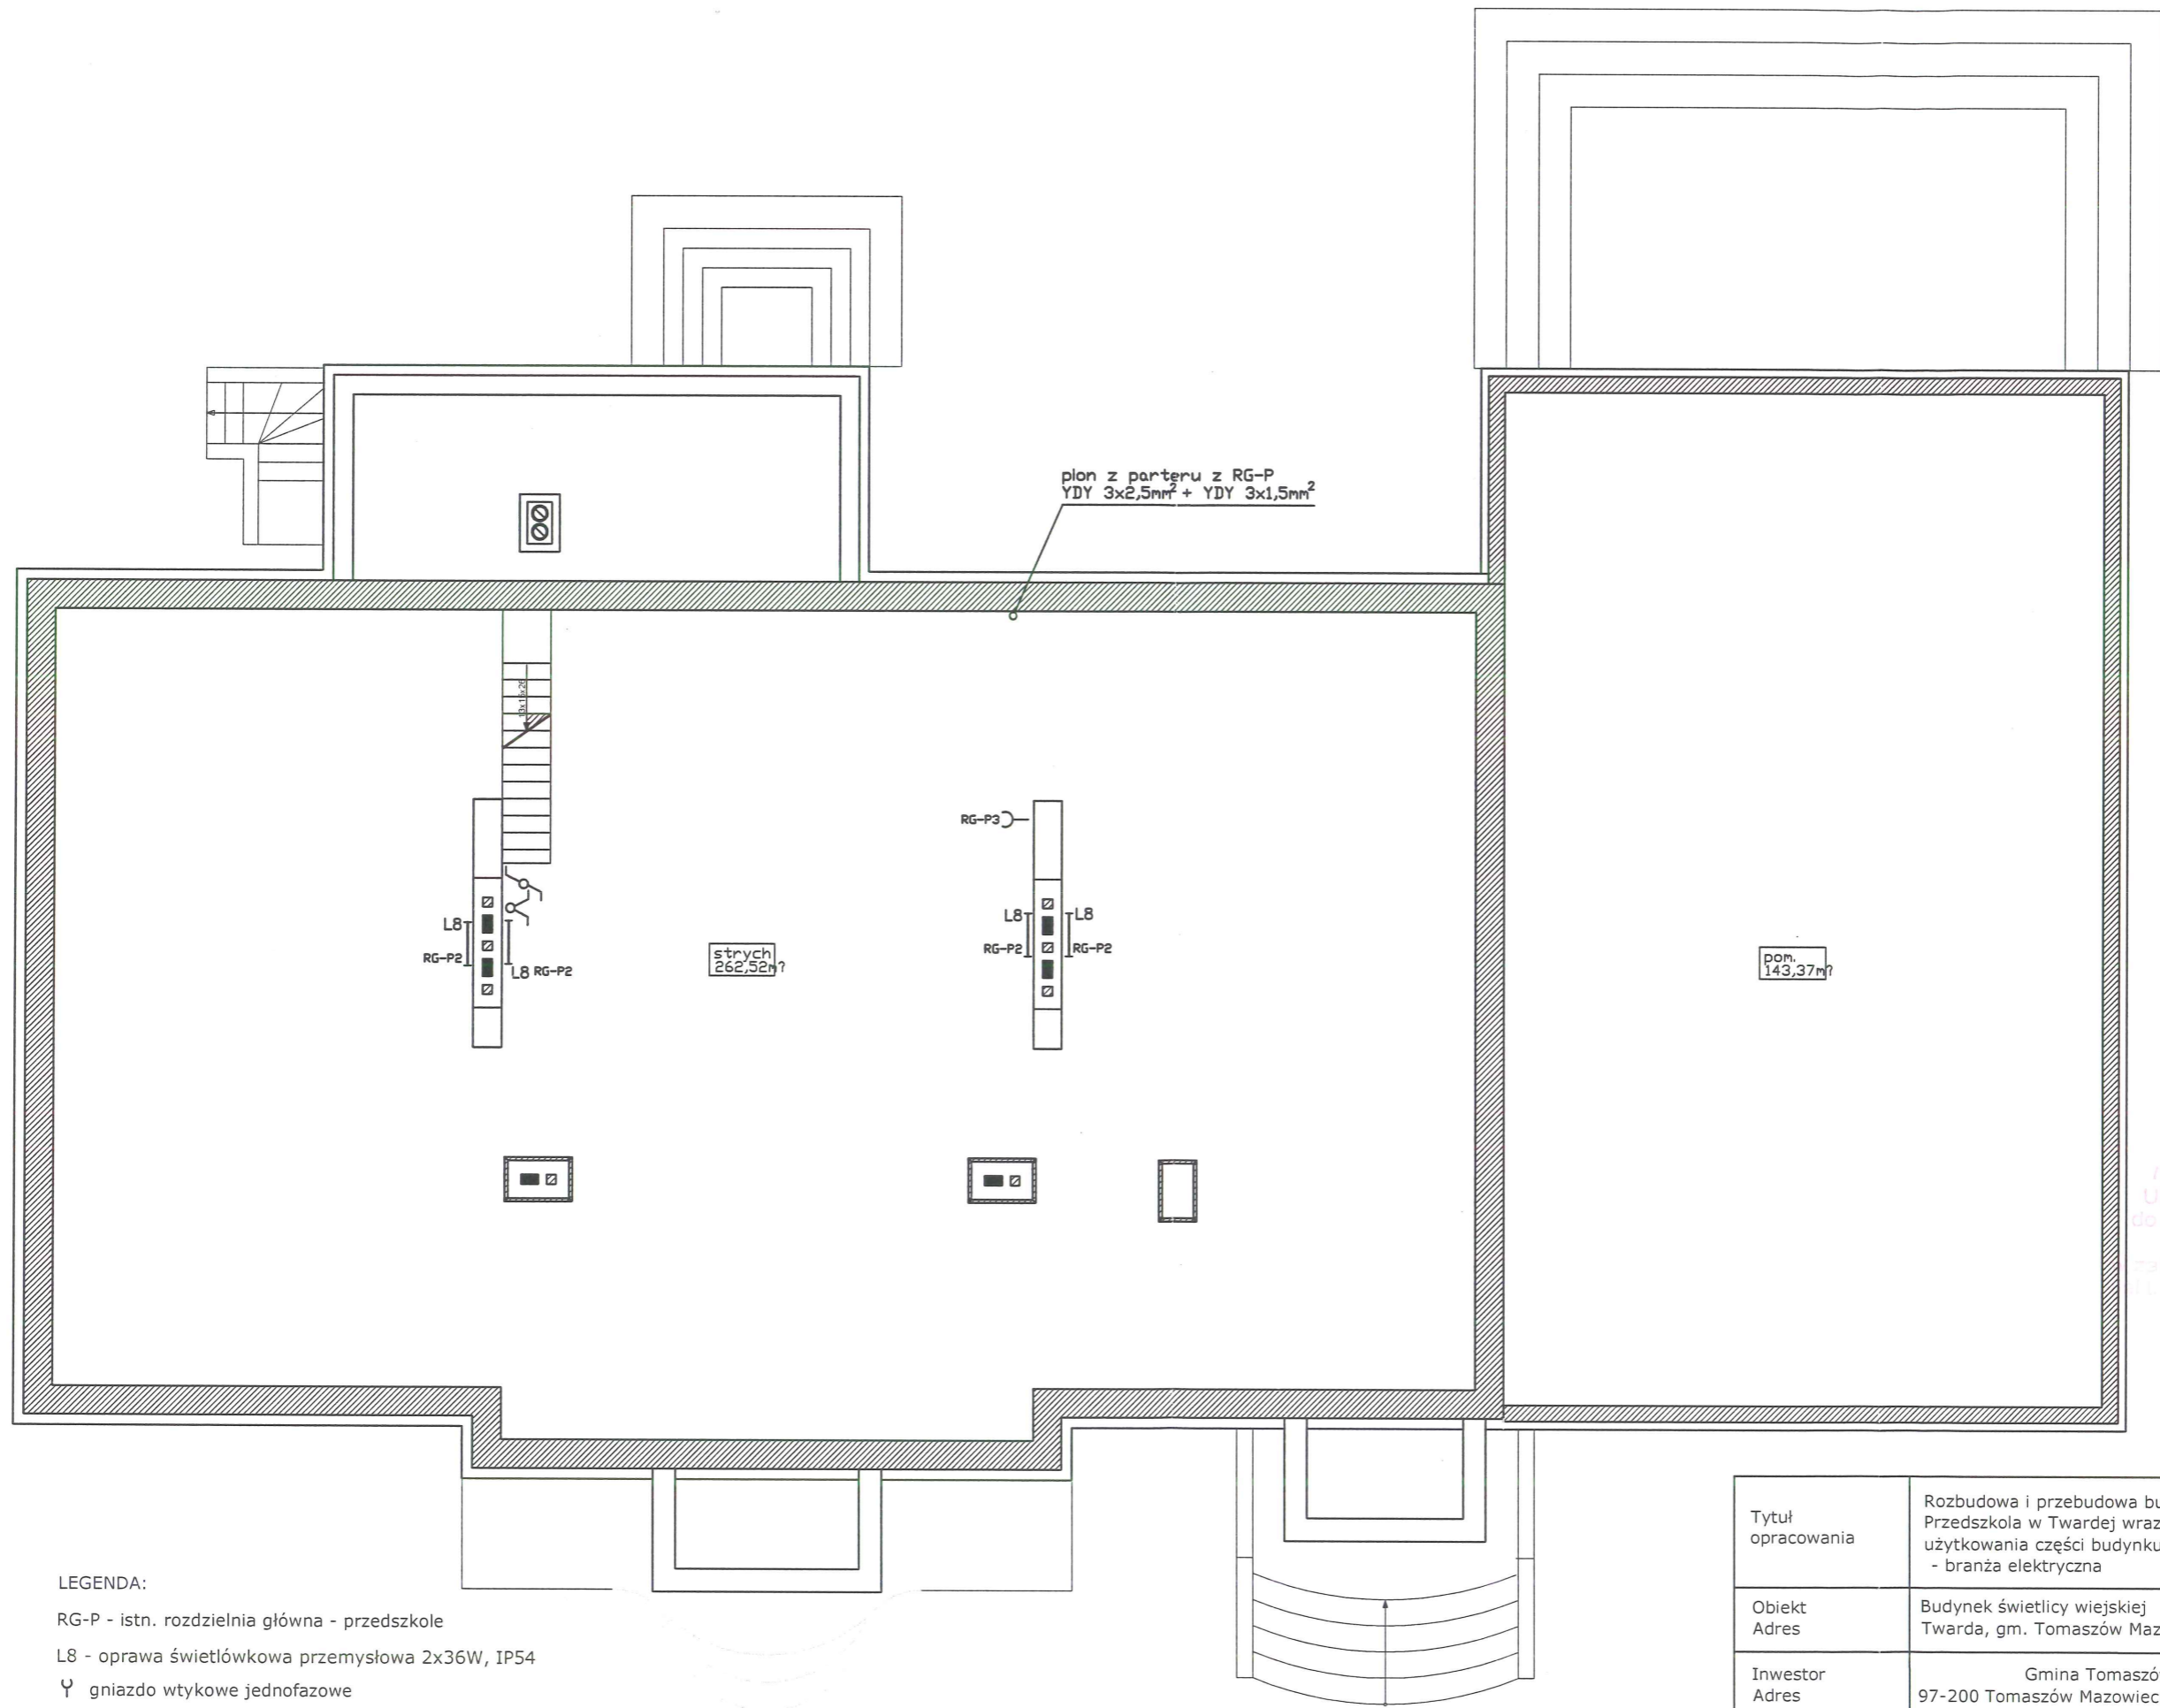 pion z parteru z RG-P
YDY 3x2,5mm² + YDY 3x1,5mm²
RG-P3
L8
RG-P2
L8 RG-P2
L8
L8
RG-P2
RG-P2
strych
262,52m?
pom.
143,37m?
LEGENDA:
RG-P - istn. rozdzielnia główna - przedszkole
L8 - oprawa świetlówkowa przemysłowa 2x36W, IP54
gniazdo wtykowe jednofazowe
Tytuł
opracowania
Rozbudowa i przebudowa bu
Przedszkola w Twardej wraz
użytkowania części budynku
- branża elektryczna
Obiekt
Adres
Budynek świetlicy wiejskiej
Twarda, gm. Tomaszów Maz
Inwestor
Adres
Gmina Tomaszó
97-200 Tomaszów Mazowiec